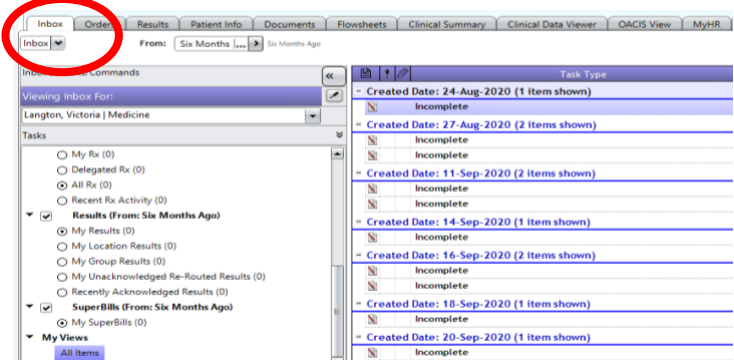 Inbox Orders Results Patient Info Documents Flowsheets Clinical Summary Clinical Data Viewer OACIS View MyHR
Inbox From: Six Months ... Six Months Ago
Commands
Viewing Inbox For:
Langton, Victoria | Medicine
Tasks
My Rx (0)
Delegated Rx (0)
All Rx (0)
Recent Rx Activity (0)
Results (From: Six Months Ago)
My Results (0)
My Location Results (0)
My Group Results (0)
My Unacknowledged Re-Routed Results (0)
Recently Acknowledged Results (0)
SuperBills (From: Six Months Ago)
My SuperBills (0)
My Views
All Items
Task Type
Created Date: 24-Aug-2020 (1 item shown)
Incomplete
Created Date: 27-Aug-2020 (2 items shown)
Incomplete
Incomplete
Created Date: 11-Sep-2020 (2 items shown)
Incomplete
Incomplete
Created Date: 14-Sep-2020 (1 item shown)
Incomplete
Created Date: 16-Sep-2020 (2 items shown)
Incomplete
Incomplete
Created Date: 18-Sep-2020 (1 item shown)
Incomplete
Created Date: 20-Sep-2020 (1 item shown)
Incomplete